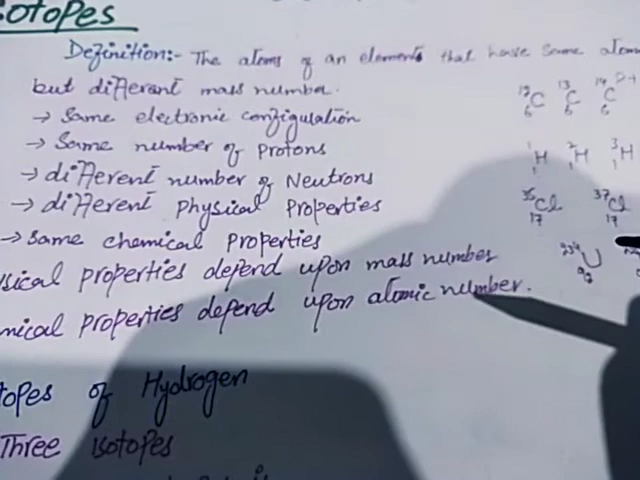 sotopes
Definition:- The atoms of an elements that have same atom
but different mass number.
→ Same electronic configulation
→ Same number of Protons
→ different number of Neutrons
→ different Physical Properties
→ same chemical Properties
sical properties depend upon mass number
mical properties depend upon atomic number.
topes of Hydrogen
Three isotopes
¹²₆C ¹³₆C ¹⁴₆C
¹₁H ²₁H ³₁H
³⁵₁₇Cl ³⁷₁₇Cl
U